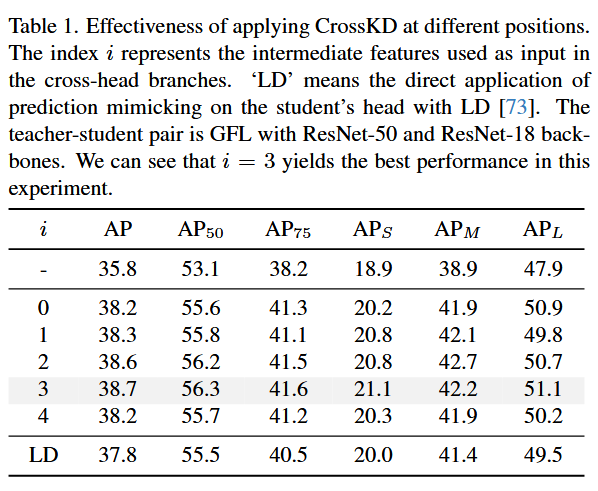 Table 1. Effectiveness of applying CrossKD at different positions.
The index i represents the intermediate features used as input in
the cross-head branches. ‘LD’ means the direct application of
prediction mimicking on the student’s head with LD [73]. The
teacher-student pair is GFL with ResNet-50 and ResNet-18 back-
bones. We can see that i = 3 yields the best performance in this
experiment.
i AP AP50 AP75 APS APM APL
- 35.8 53.1 38.2 18.9 38.9 47.9
0 38.2 55.6 41.3 20.2 41.9 50.9
1 38.3 55.8 41.1 20.8 42.1 49.8
2 38.6 56.2 41.5 20.8 42.7 50.7
3 38.7 56.3 41.6 21.1 42.2 51.1
4 38.2 55.7 41.2 20.3 41.9 50.2
LD 37.8 55.5 40.5 20.0 41.4 49.5